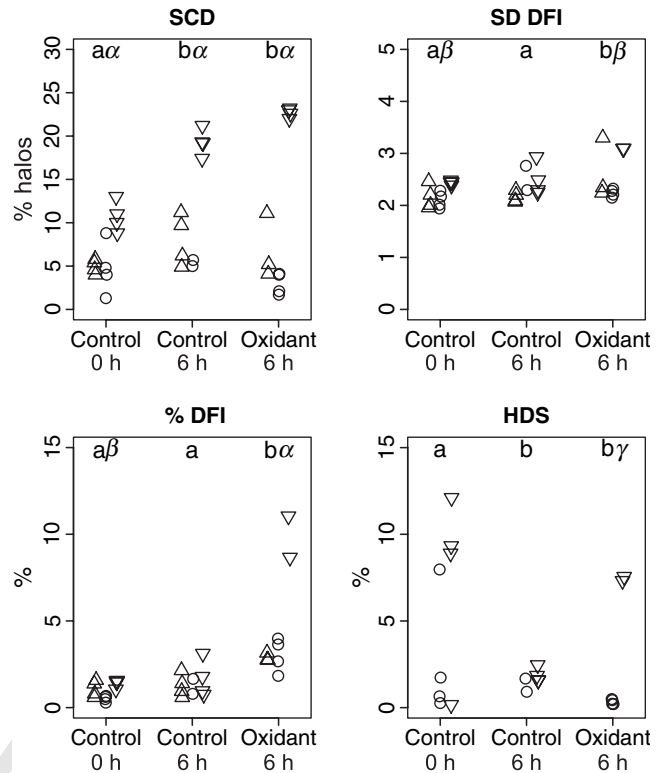 SCD
% halos
30
25
20
15
10
5
0
aα bα bα
Control Control Oxidant
0 h 6 h 6 h
SD DFI
5
4
3
2
1
0
aβ a bβ
Control Control Oxidant
0 h 6 h 6 h
% DFI
%
15
10
5
0
aβ a bα
Control Control Oxidant
0 h 6 h 6 h
HDS
%
15
10
5
0
a b bγ
Control Control Oxidant
0 h 6 h 6 h